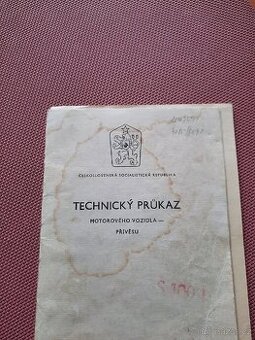 ČESKOSLOVENSKÁ SOCIALISTICKÁ REPUBLIKA
TECHNICKÝ PRŮKAZ
MOTOROVÉHO VOZIDLA —
PŘÍVĚSU